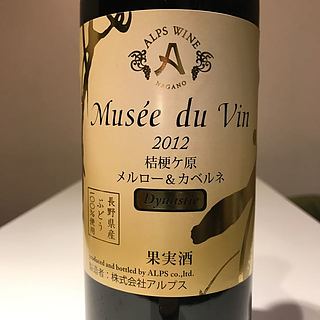 ALPS WINE
A
NAGANO
Musée du Vin
2012
桔梗ケ原
メルロー＆カベルネ
Dynastie
長野県産
ぶどう
100%使用
果実酒
produced and bottled by ALPS co.,ltd.
製造者：株式会社アルプス